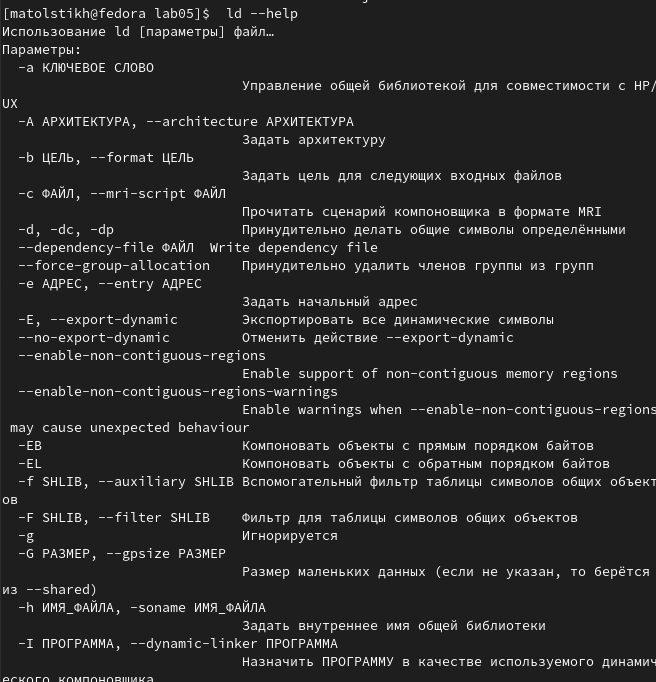 [matolstikh@fedora lab05]$  ld --help
Использование ld [параметры] файл…
Параметры:
  -a КЛЮЧЕВОЕ СЛОВО
                              Управление общей библиотекой для совместимости с HP/
UX
  -A АРХИТЕКТУРА, --architecture АРХИТЕКТУРА
                              Задать архитектуру
  -b ЦЕЛЬ, --format ЦЕЛЬ
                              Задать цель для следующих входных файлов
  -c ФАЙЛ, --mri-script ФАЙЛ
                              Прочитать сценарий компоновщика в формате MRI
  -d, -dc, -dp                Принудительно делать общие символы определёнными
  --dependency-file ФАЙЛ  Write dependency file
  --force-group-allocation    Принудительно удалить членов группы из групп
  -e АДРЕС, --entry АДРЕС
                              Задать начальный адрес
  -E, --export-dynamic        Экспортировать все динамические символы
  --no-export-dynamic         Отменить действие --export-dynamic
  --enable-non-contiguous-regions
                              Enable support of non-contiguous memory regions
  --enable-non-contiguous-regions-warnings
                              Enable warnings when --enable-non-contiguous-regions
 may cause unexpected behaviour
  -EB                         Компоновать объекты с прямым порядком байтов
  -EL                         Компоновать объекты с обратным порядком байтов
  -f SHLIB, --auxiliary SHLIB Вспомогательный фильтр таблицы символов общих объект
ов
  -F SHLIB, --filter SHLIB    Фильтр для таблицы символов общих объектов
  -g                          Игнорируется
  -G РАЗМЕР, --gpsize РАЗМЕР
                              Размер маленьких данных (если не указан, то берётся
из --shared)
  -h ИМЯ_ФАЙЛА, -soname ИМЯ_ФАЙЛА
                              Задать внутреннее имя общей библиотеки
  -I ПРОГРАММА, --dynamic-linker ПРОГРАММА
                              Назначить ПРОГРАММУ в качестве используемого динамич
еского компоновщика